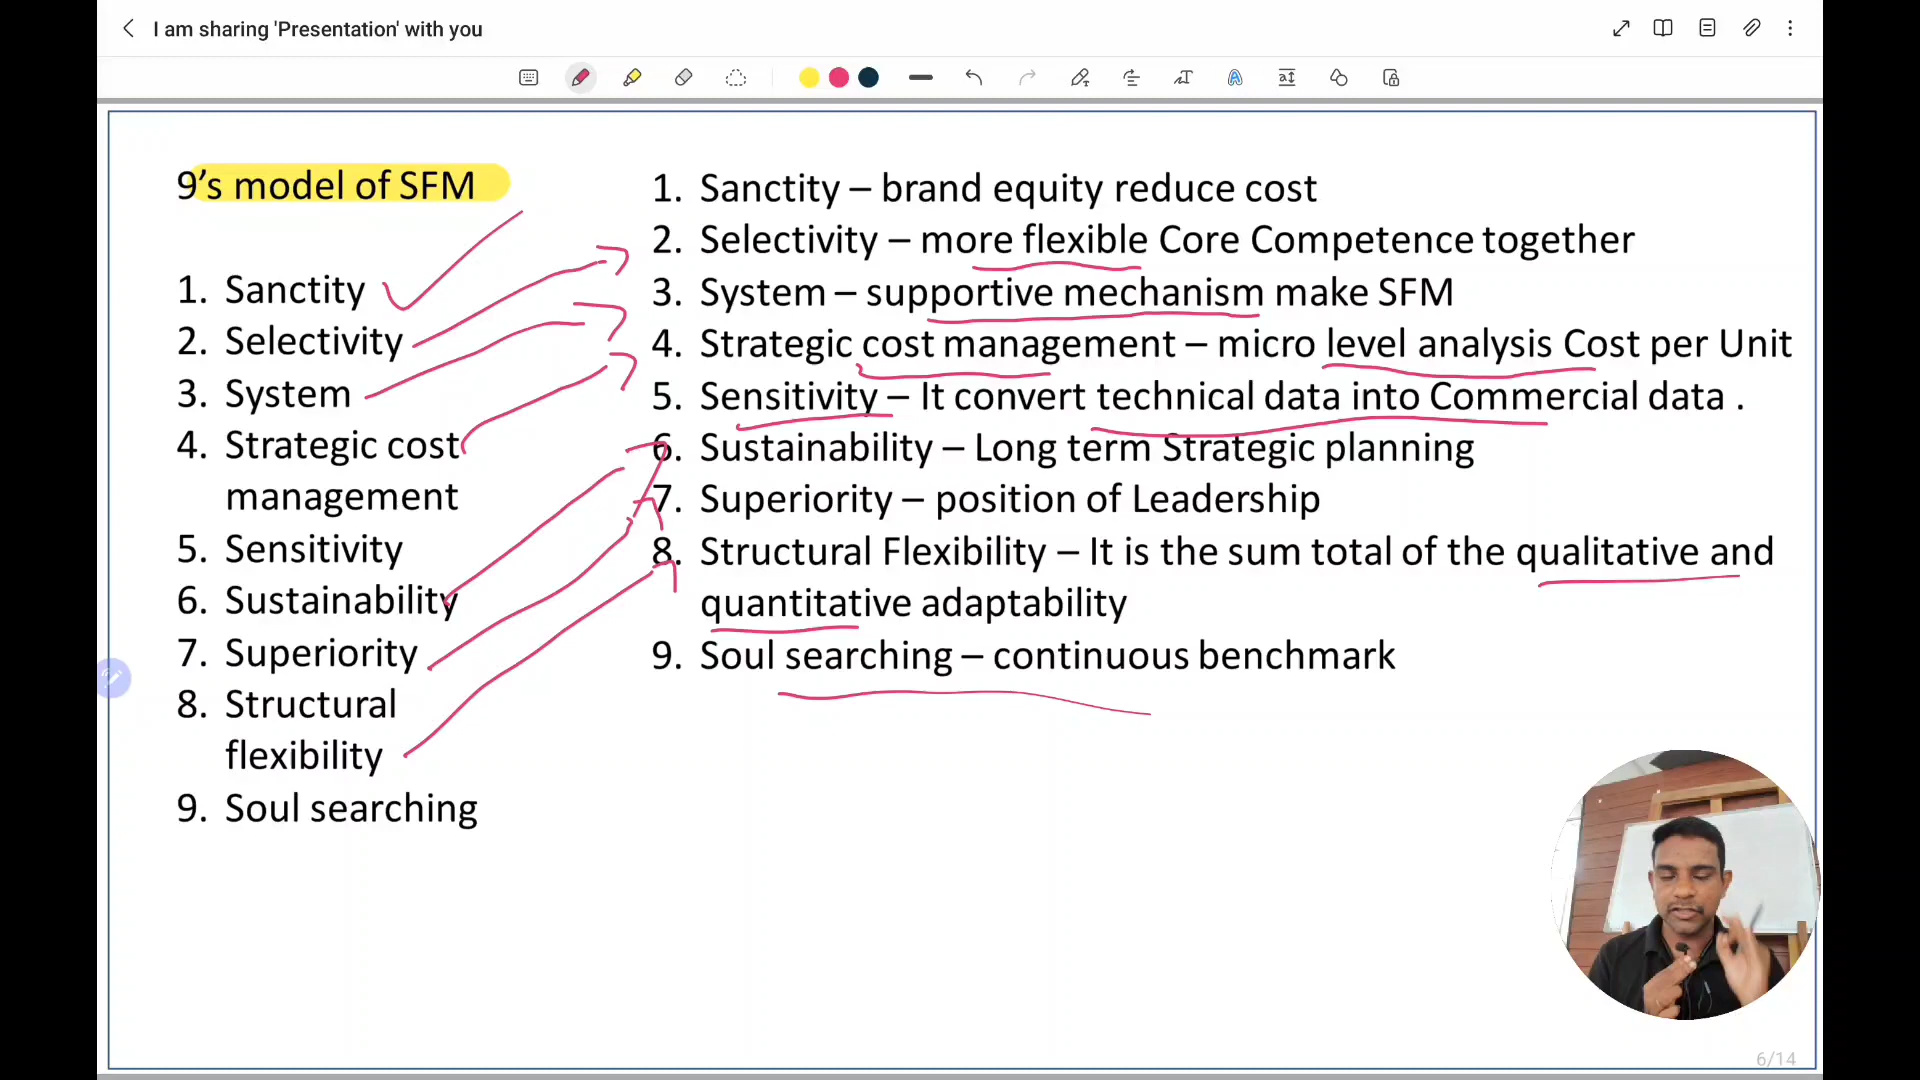 I am sharing 'Presentation' with you
9's model of SFM
1. Sanctity
2. Selectivity
3. System
4. Strategic cost
management
5. Sensitivity
6. Sustainability
7. Superiority
8. Structural
flexibility
9. Soul searching
1. Sanctity – brand equity reduce cost
2. Selectivity – more flexible Core Competence together
3. System – supportive mechanism make SFM
4. Strategic cost management – micro level analysis Cost per Unit
5. Sensitivity – It convert technical data into Commercial data .
6. Sustainability – Long term Strategic planning
7. Superiority – position of Leadership
8. Structural Flexibility – It is the sum total of the qualitative and
quantitative adaptability
9. Soul searching – continuous benchmark
6/14